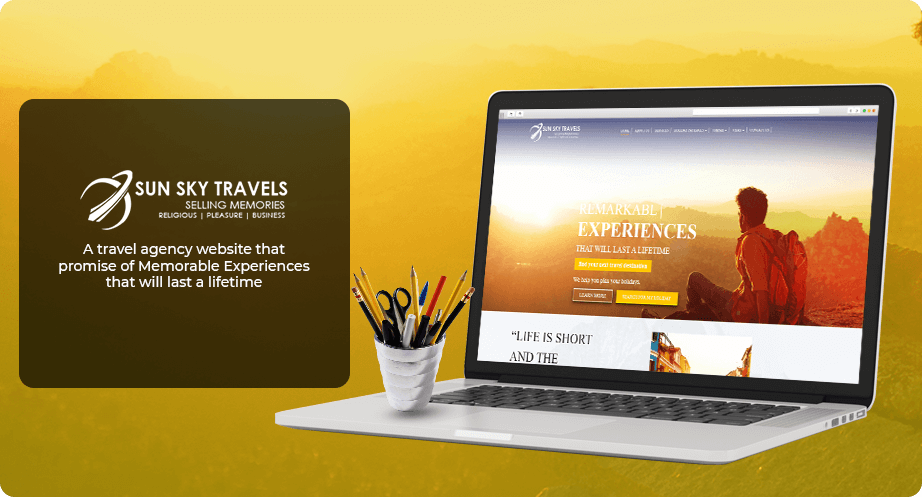 SUN SKY TRAVELS
SELLING MEMORIES
RELIGIOUS | PLEASURE | BUSINESS
A travel agency website that
promise of Memorable Experiences
that will last a lifetime
SUN SKY TRAVELS
REMARKABL|
EXPERIENCES
THAT WILL LAST A LIFETIME
We help you plan your holidays.
LEARN MORE
“LIFE IS SHORT
AND THE